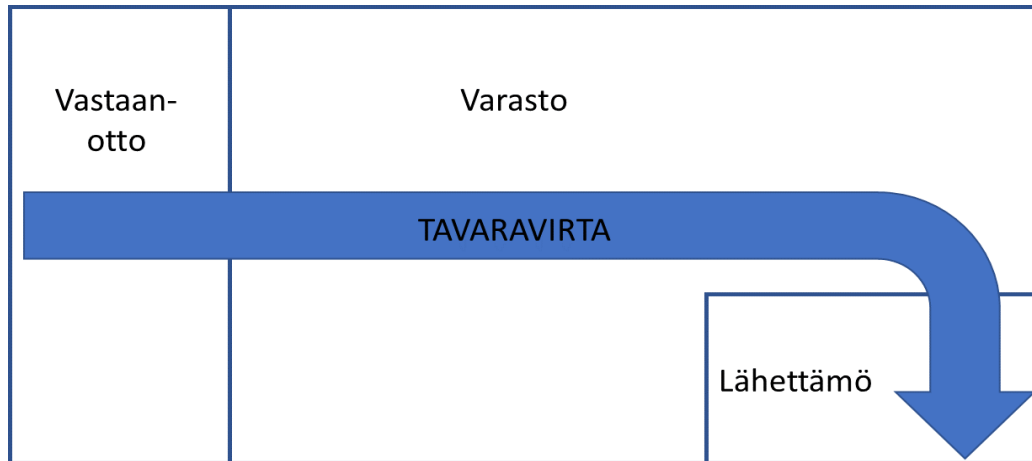 Vastaan-
otto
Varasto
TAVARAVIRTA
Lähettämö